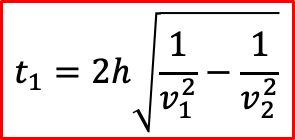 t₁ = 2h√(1/v₁² − 1/v₂²)